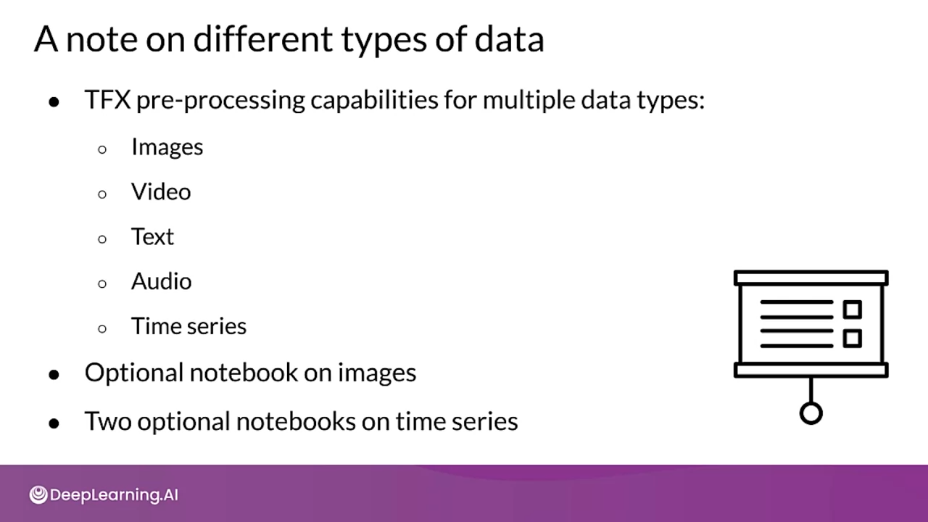 A note on different types of data
● TFX pre-processing capabilities for multiple data types:
○ Images
○ Video
○ Text
○ Audio
○ Time series
● Optional notebook on images
● Two optional notebooks on time series
DeepLearning.AI